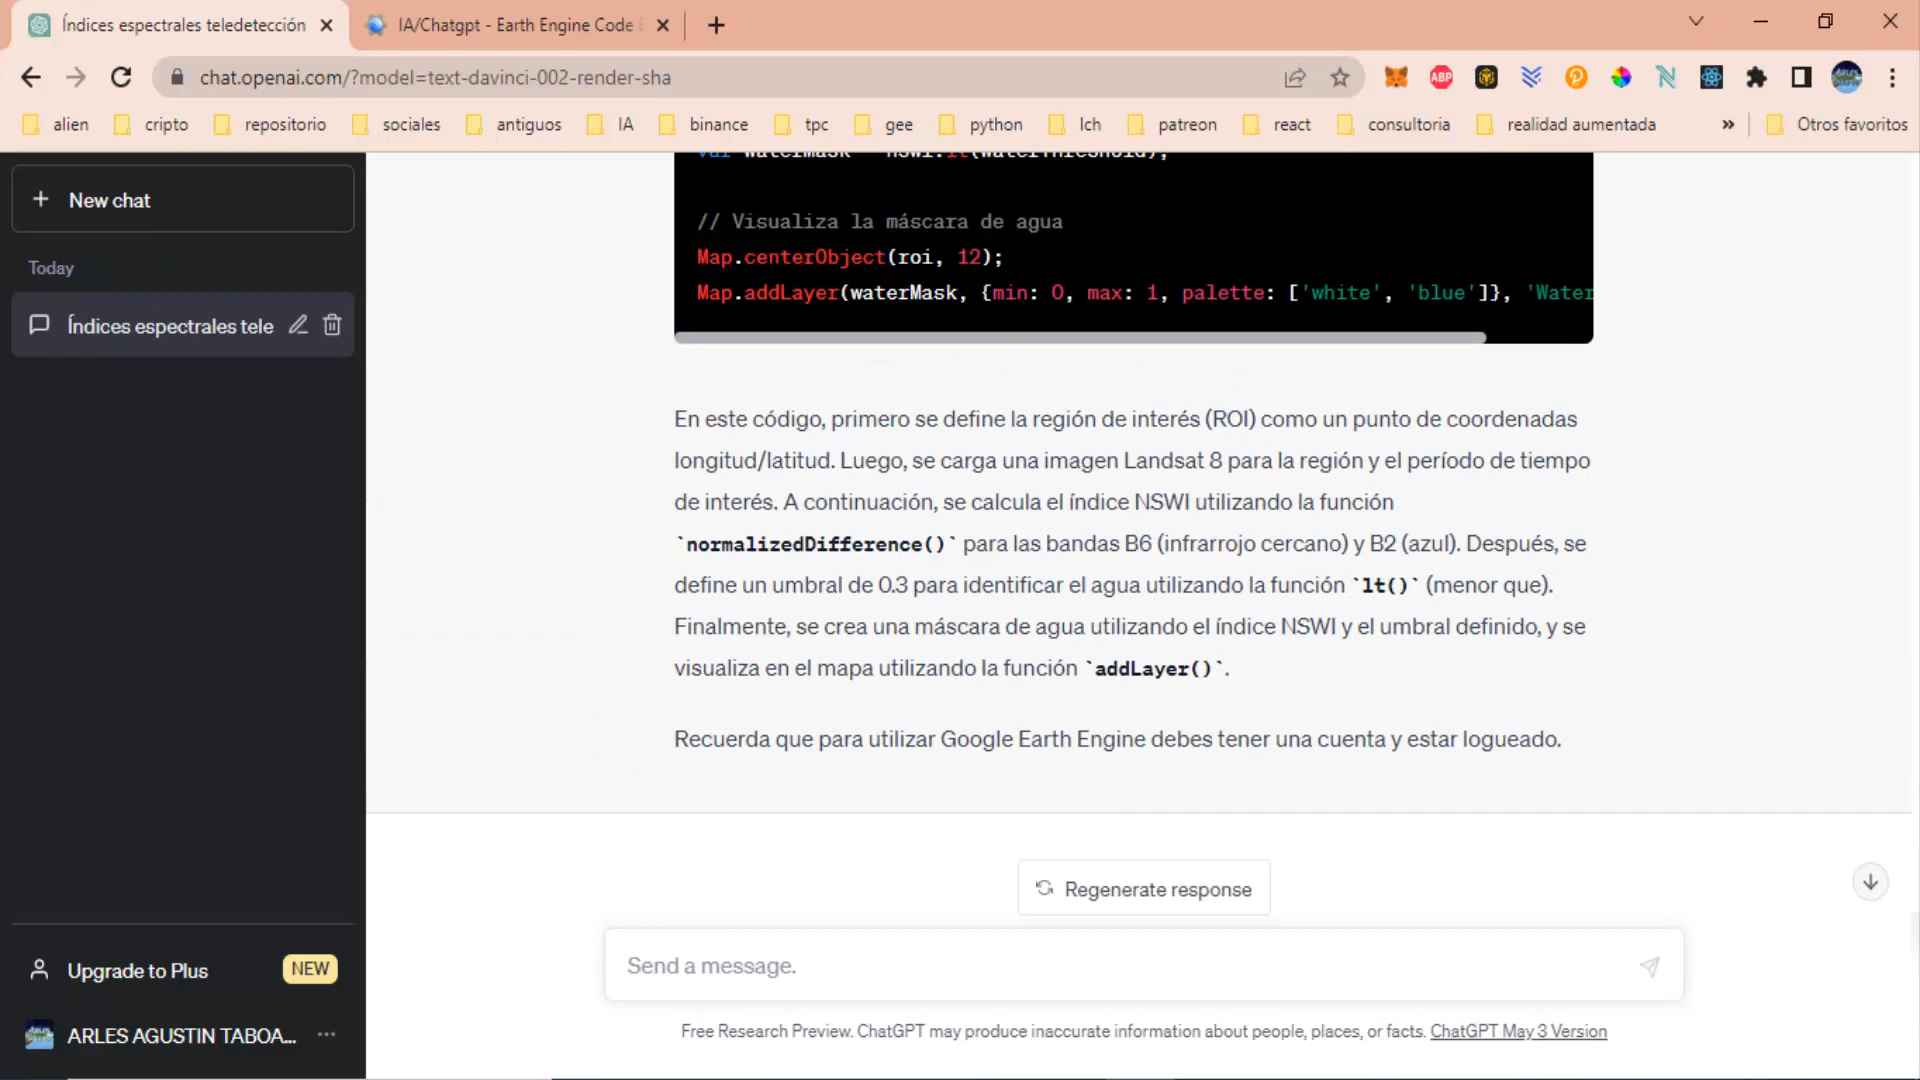 Índices espectrales teledetección
IA/Chatgpt - Earth Engine Code
chat.openai.com/?model=text-davinci-002-render-sha
ABP
alien
cripto
repositorio
sociales
antiguos
IA
binance
tpc
gee
python
lch
patreon
react
consultoria
realidad aumentada
»
Otros favoritos
+ New chat
Today
Índices espectrales tele
Upgrade to Plus
NEW
ARLES AGUSTIN TABOA...
var waterMask = nswi.lt(waterThreshold);
// Visualiza la máscara de agua
Map.centerObject(roi, 12);
Map.addLayer(waterMask, {min: 0, max: 1, palette: ['white', 'blue']}, 'Water
En este código, primero se define la región de interés (ROI) como un punto de coordenadas
longitud/latitud. Luego, se carga una imagen Landsat 8 para la región y el período de tiempo
de interés. A continuación, se calcula el índice NSWI utilizando la función
`normalizedDifference()` para las bandas B6 (infrarrojo cercano) y B2 (azul). Después, se
define un umbral de 0.3 para identificar el agua utilizando la función `lt()` (menor que).
Finalmente, se crea una máscara de agua utilizando el índice NSWI y el umbral definido, y se
visualiza en el mapa utilizando la función `addLayer()`.
Recuerda que para utilizar Google Earth Engine debes tener una cuenta y estar logueado.
Regenerate response
Send a message.
Free Research Preview. ChatGPT may produce inaccurate information about people, places, or facts. ChatGPT May 3 Version